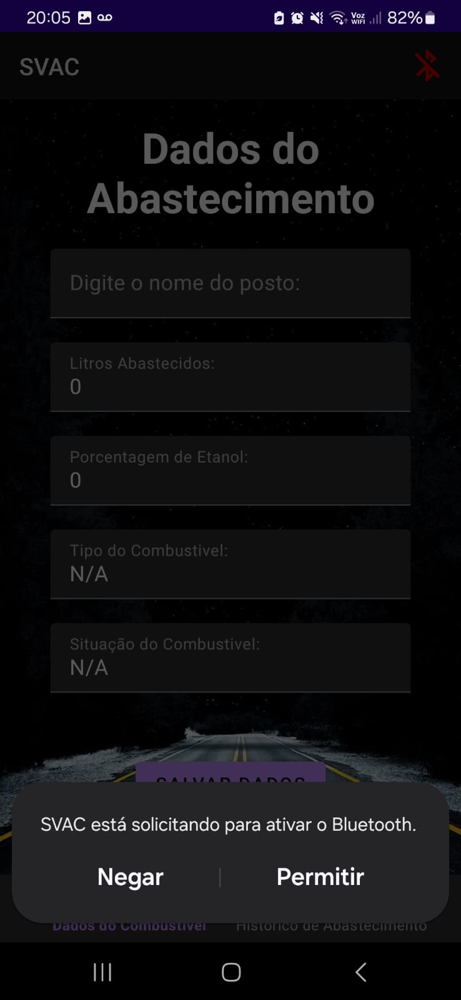 20:05
Voz
WIFI
82%
SVAC
Dados do
Abastecimento
Digite o nome do posto:
Litros Abastecidos:
0
Porcentagem de Etanol:
0
Tipo do Combustivel:
N/A
Situação do Combustivel:
N/A
SALVAR DADOS
SVAC está solicitando para ativar o Bluetooth.
Negar
Permitir
Dados do Combustivel
Historico de Abastecimento